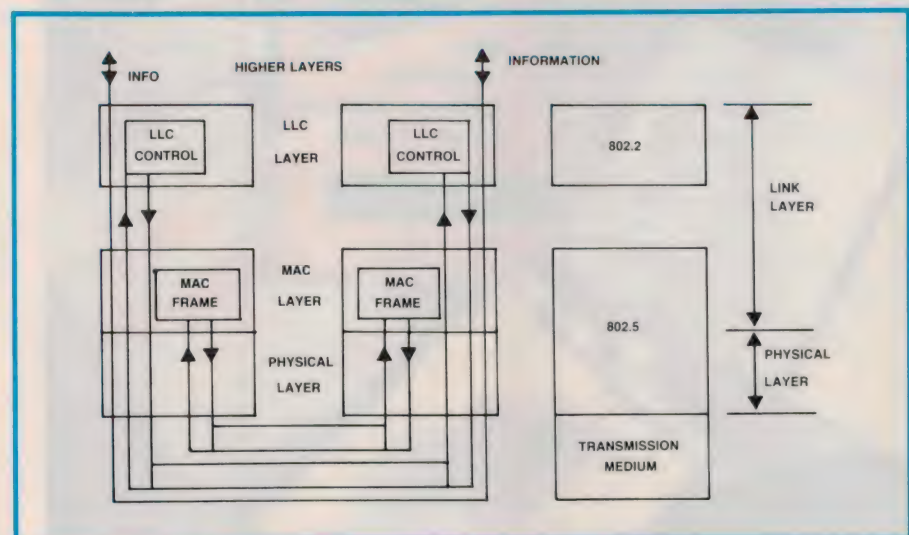 INFO
HIGHER LAYERS
INFORMATION
LLC
CONTROL
LLC
LAYER
LLC
CONTROL
802.2
LINK
LAYER
MAC
FRAME
MAC
LAYER
MAC
FRAME
802.5
PHYSICAL
LAYER
PHYSICAL
LAYER
TRANSMISSION
MEDIUM